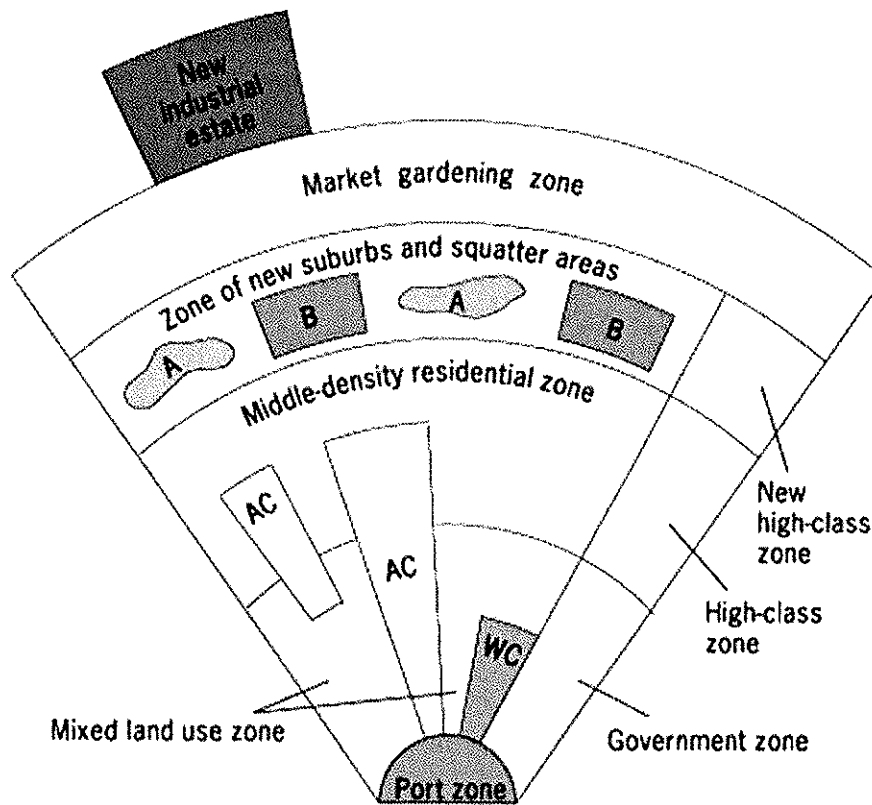 New
industrial
estate
Market gardening zone
Zone of new suburbs and squatter areas
A
B
A
B
Middle-density residential zone
AC
AC
WC
New
high-class
zone
High-class
zone
Mixed land use zone
Government zone
Port zone